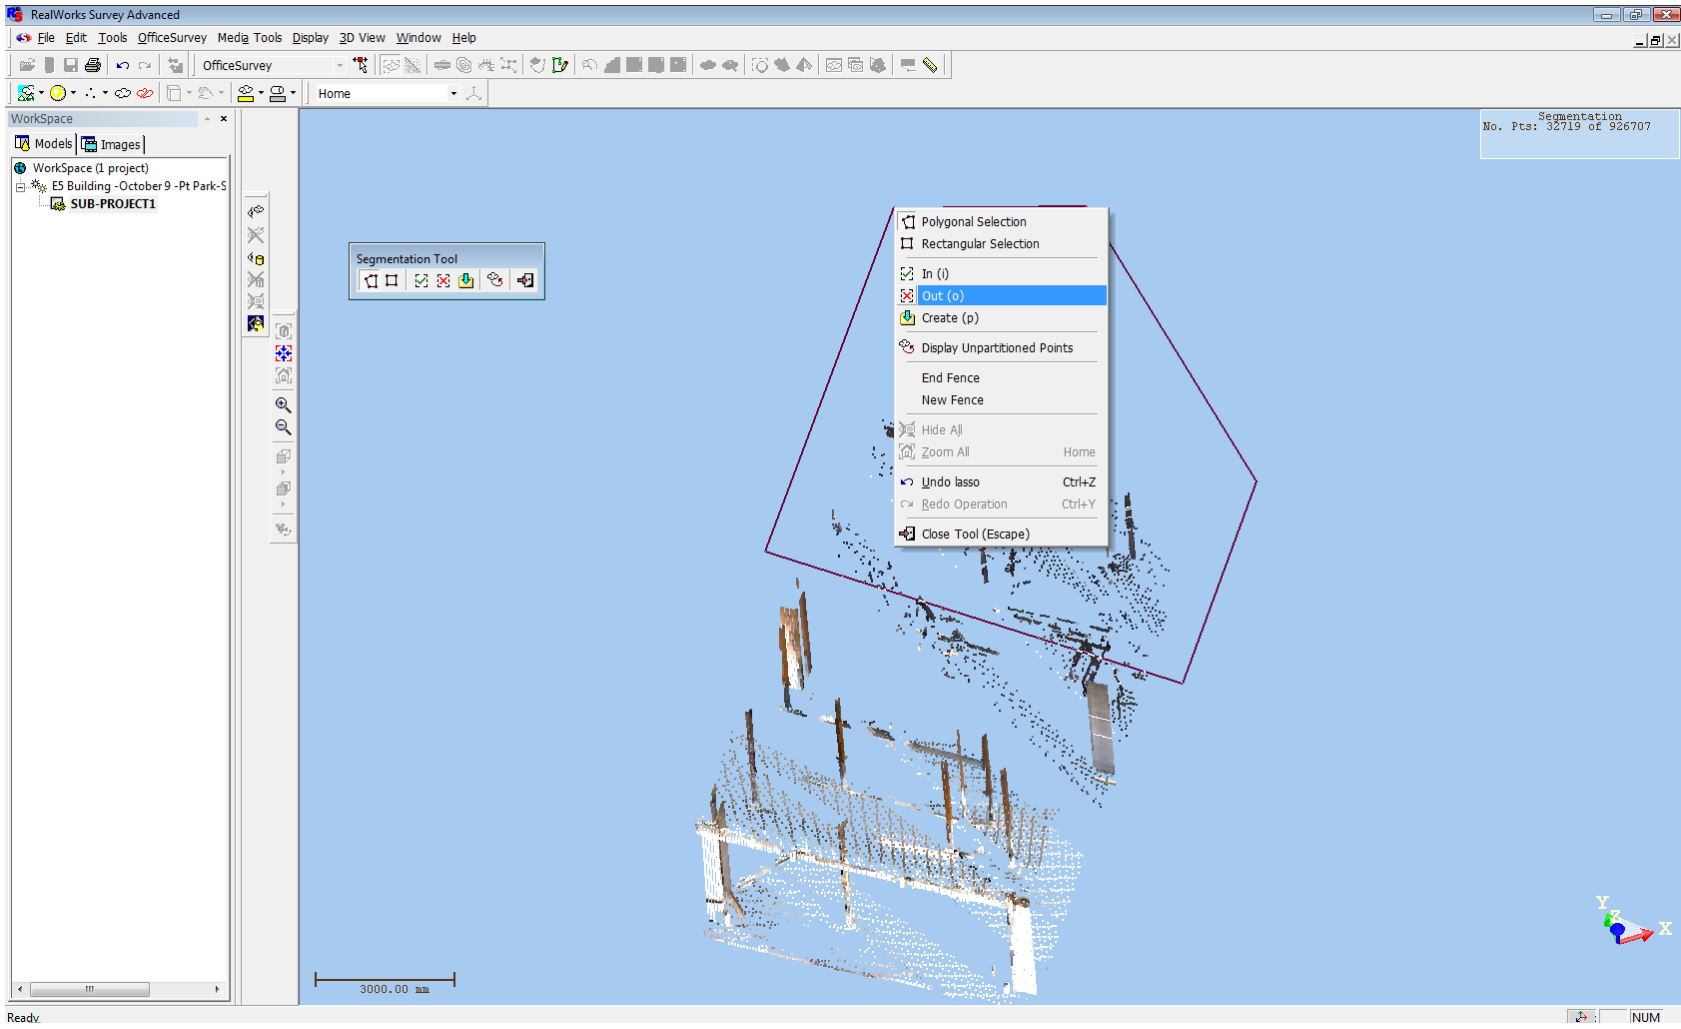 RealWorks Survey Advanced
File Edit Tools OfficeSurvey Media Tools Display 3D View Window Help
OfficeSurvey
Home
WorkSpace
Models Images
WorkSpace (1 project)
E5 Building -October 9 -Pt Park-S
SUB-PROJECT1
Segmentation
No. Pts: 32719 of 926707
Segmentation Tool
Polygonal Selection
Rectangular Selection
In (i)
Out (o)
Create (p)
Display Unpartitioned Points
End Fence
New Fence
Hide All
Zoom All Home
Undo lasso Ctrl+Z
Redo Operation Ctrl+Y
Close Tool (Escape)
Y
Z
X
3000.00 mm
Ready
NUM